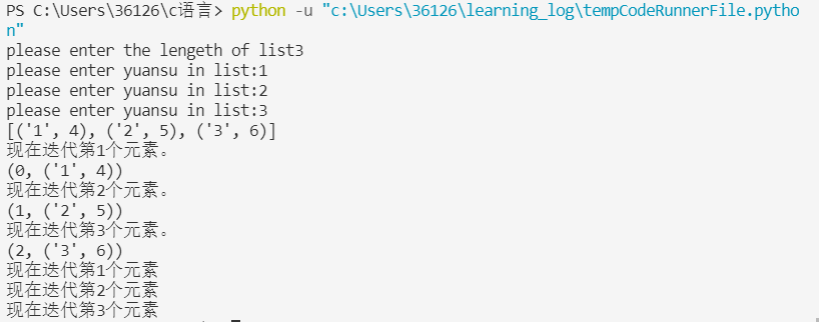 PS C:\Users\36126\c语言> python -u "c:\Users\36126\learning_log\tempCodeRunnerFile.pytho
n"
please enter the lengeth of list3
please enter yuansu in list:1
please enter yuansu in list:2
please enter yuansu in list:3
[('1', 4), ('2', 5), ('3', 6)]
现在迭代第1个元素。
(0, ('1', 4))
现在迭代第2个元素。
(1, ('2', 5))
现在迭代第3个元素。
(2, ('3', 6))
现在迭代第1个元素
现在迭代第2个元素
现在迭代第3个元素